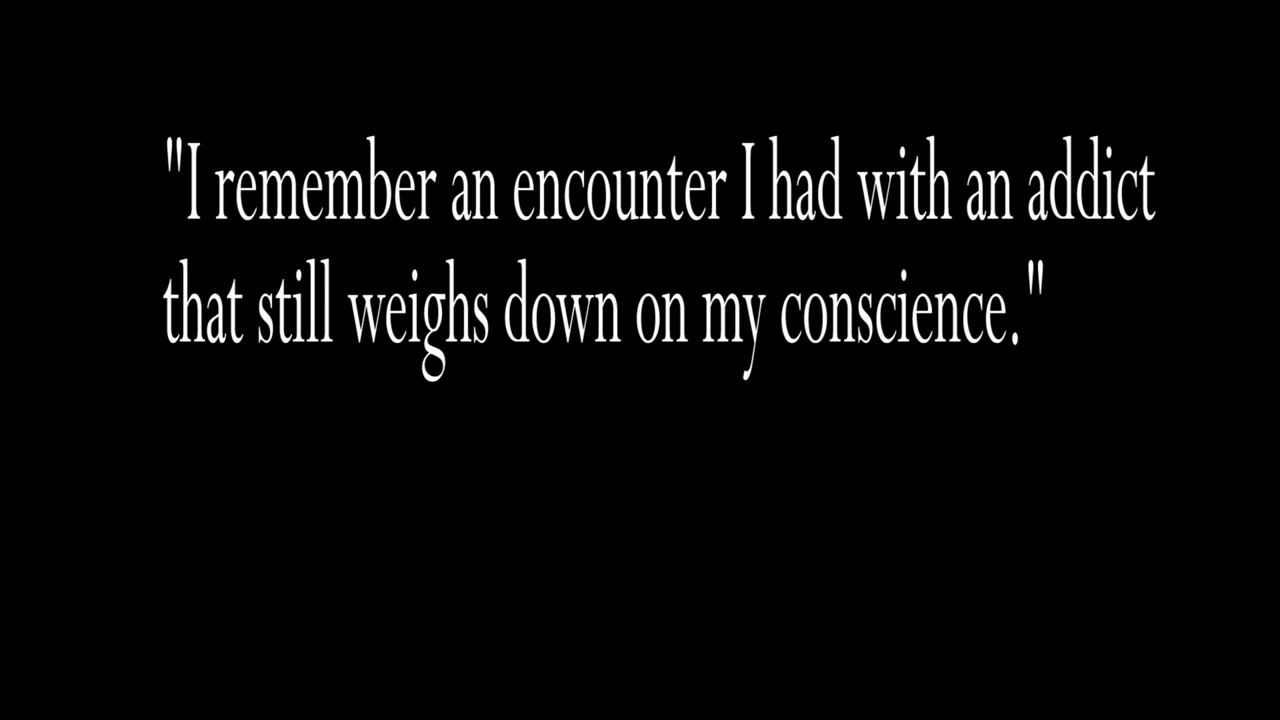 "I remember an encounter I had with an addict
that still weighs down on my conscience."